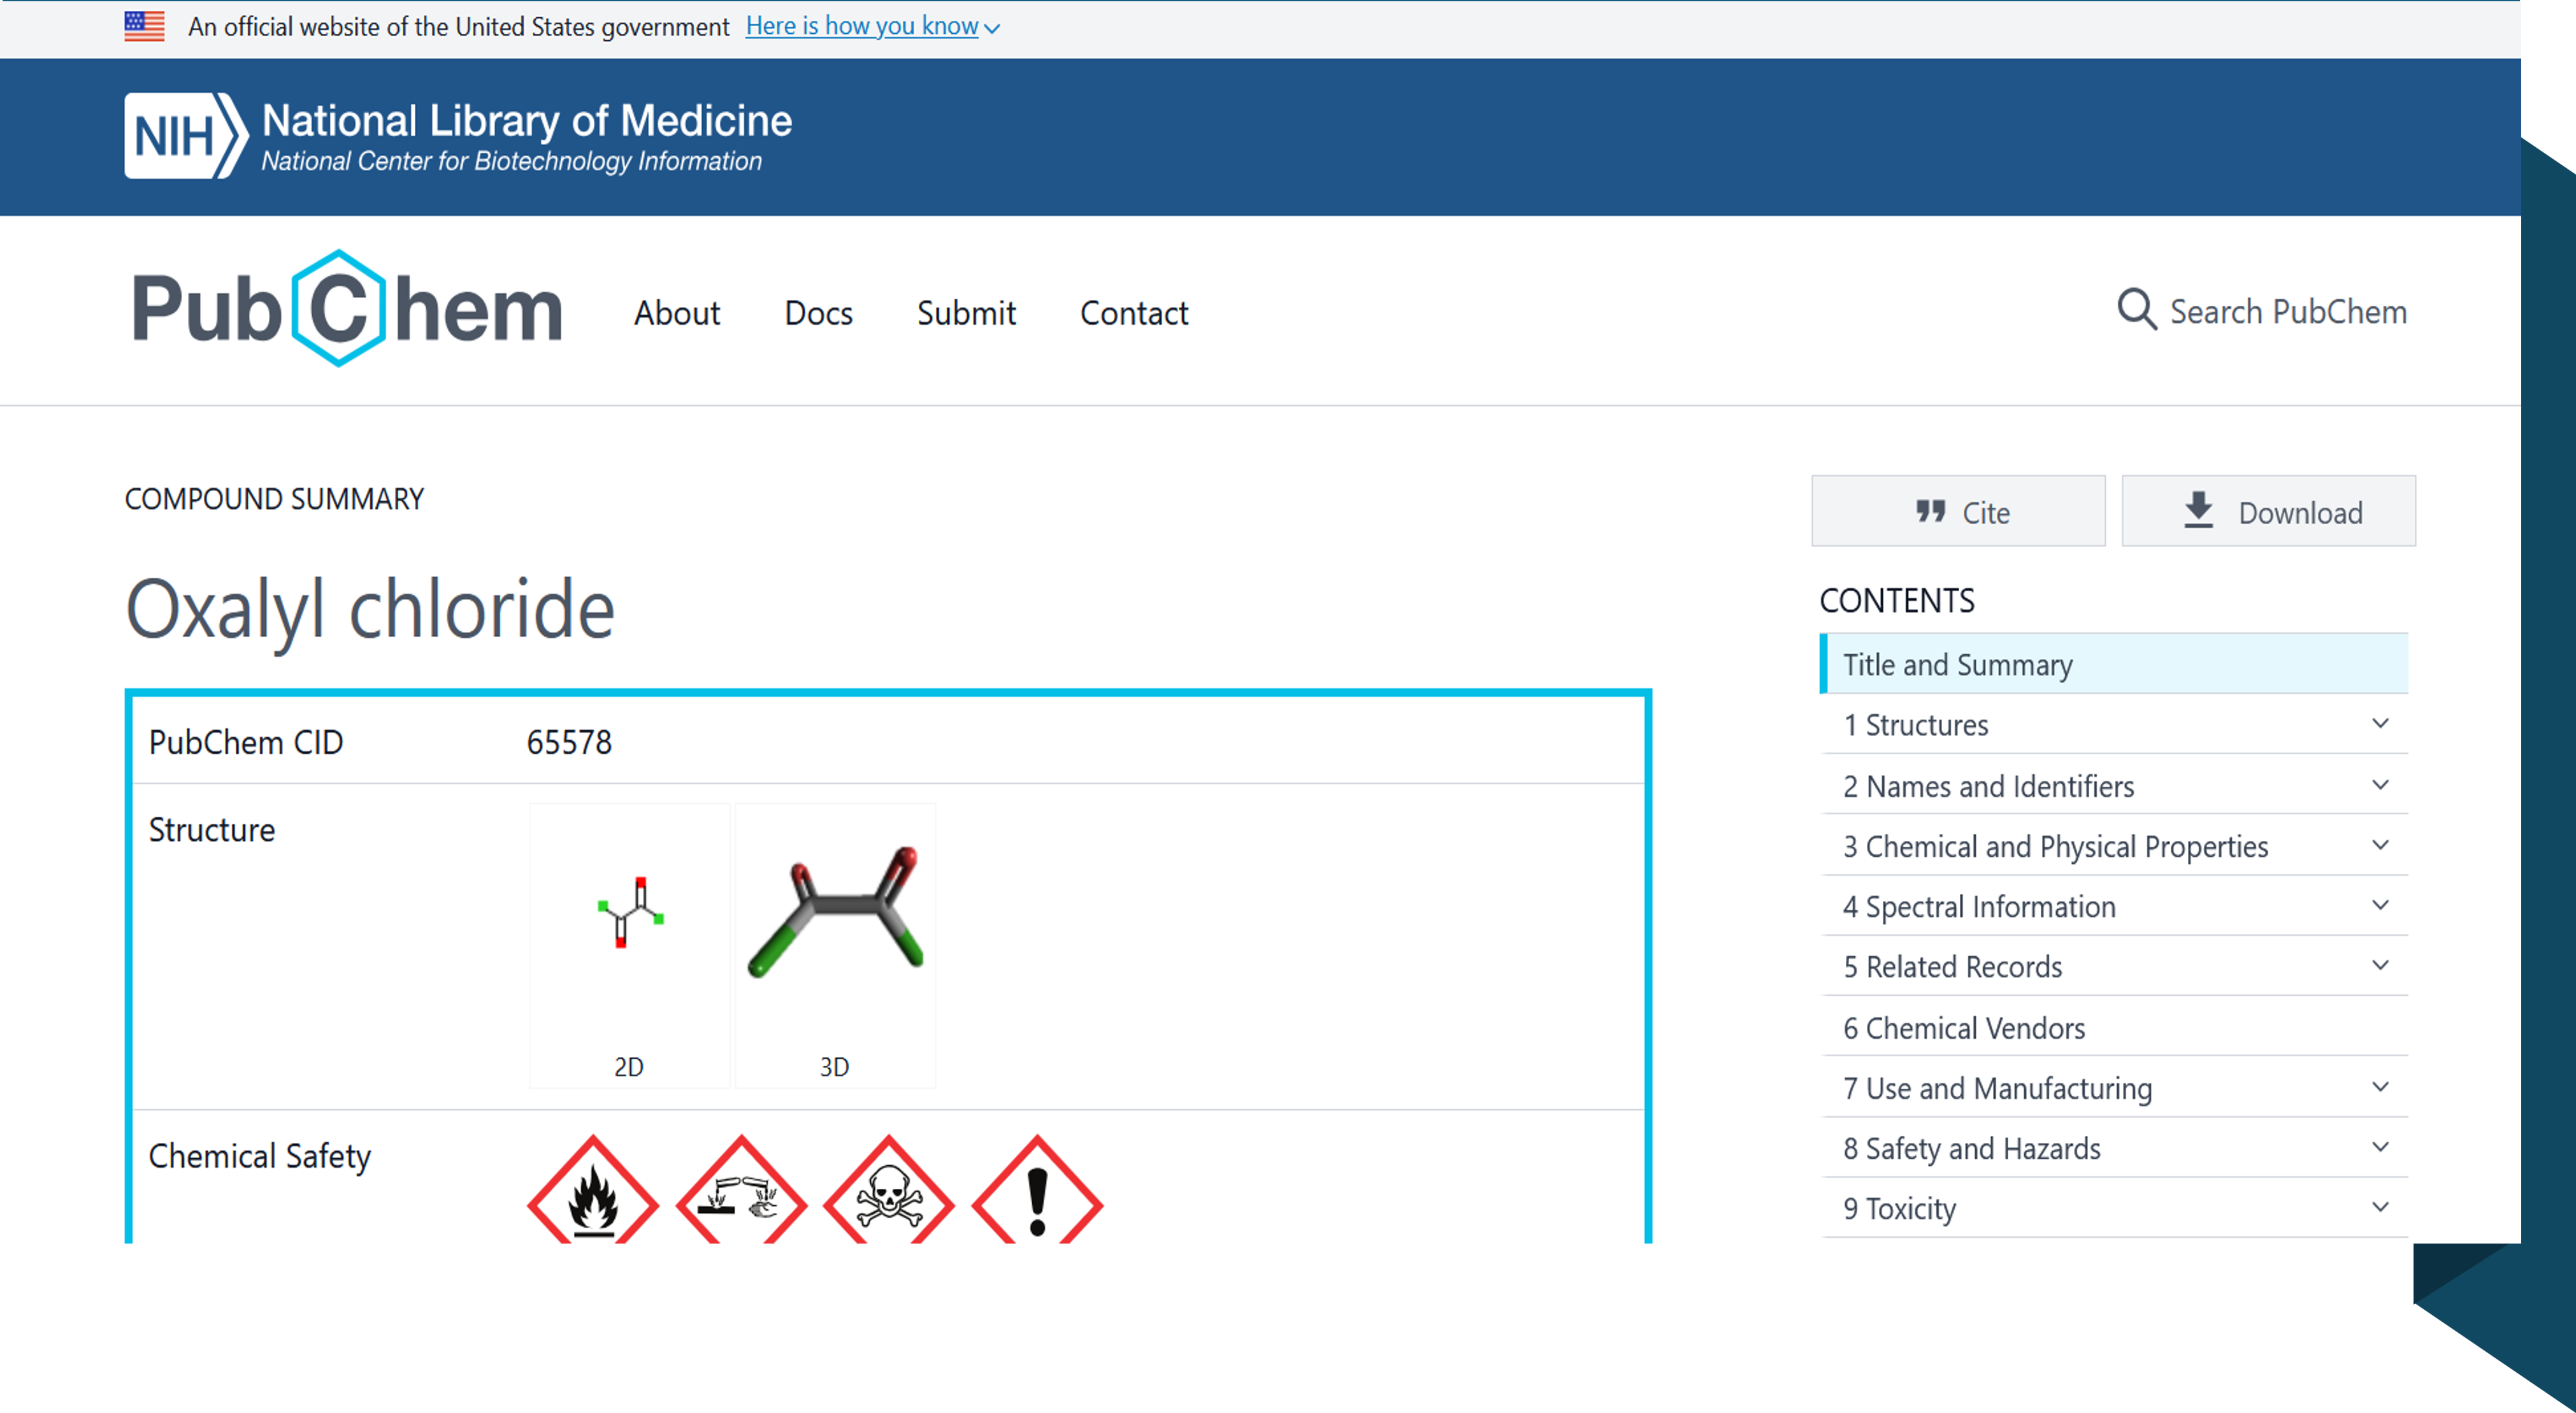 An official website of the United States government Here is how you know
NIH National Library of Medicine
National Center for Biotechnology Information
PubChem About Docs Submit Contact Search PubChem
COMPOUND SUMMARY
Cite Download
Oxalyl chloride
PubChem CID 65578
Structure
2D 3D
Chemical Safety
CONTENTS
Title and Summary
1 Structures
2 Names and Identifiers
3 Chemical and Physical Properties
4 Spectral Information
5 Related Records
6 Chemical Vendors
7 Use and Manufacturing
8 Safety and Hazards
9 Toxicity